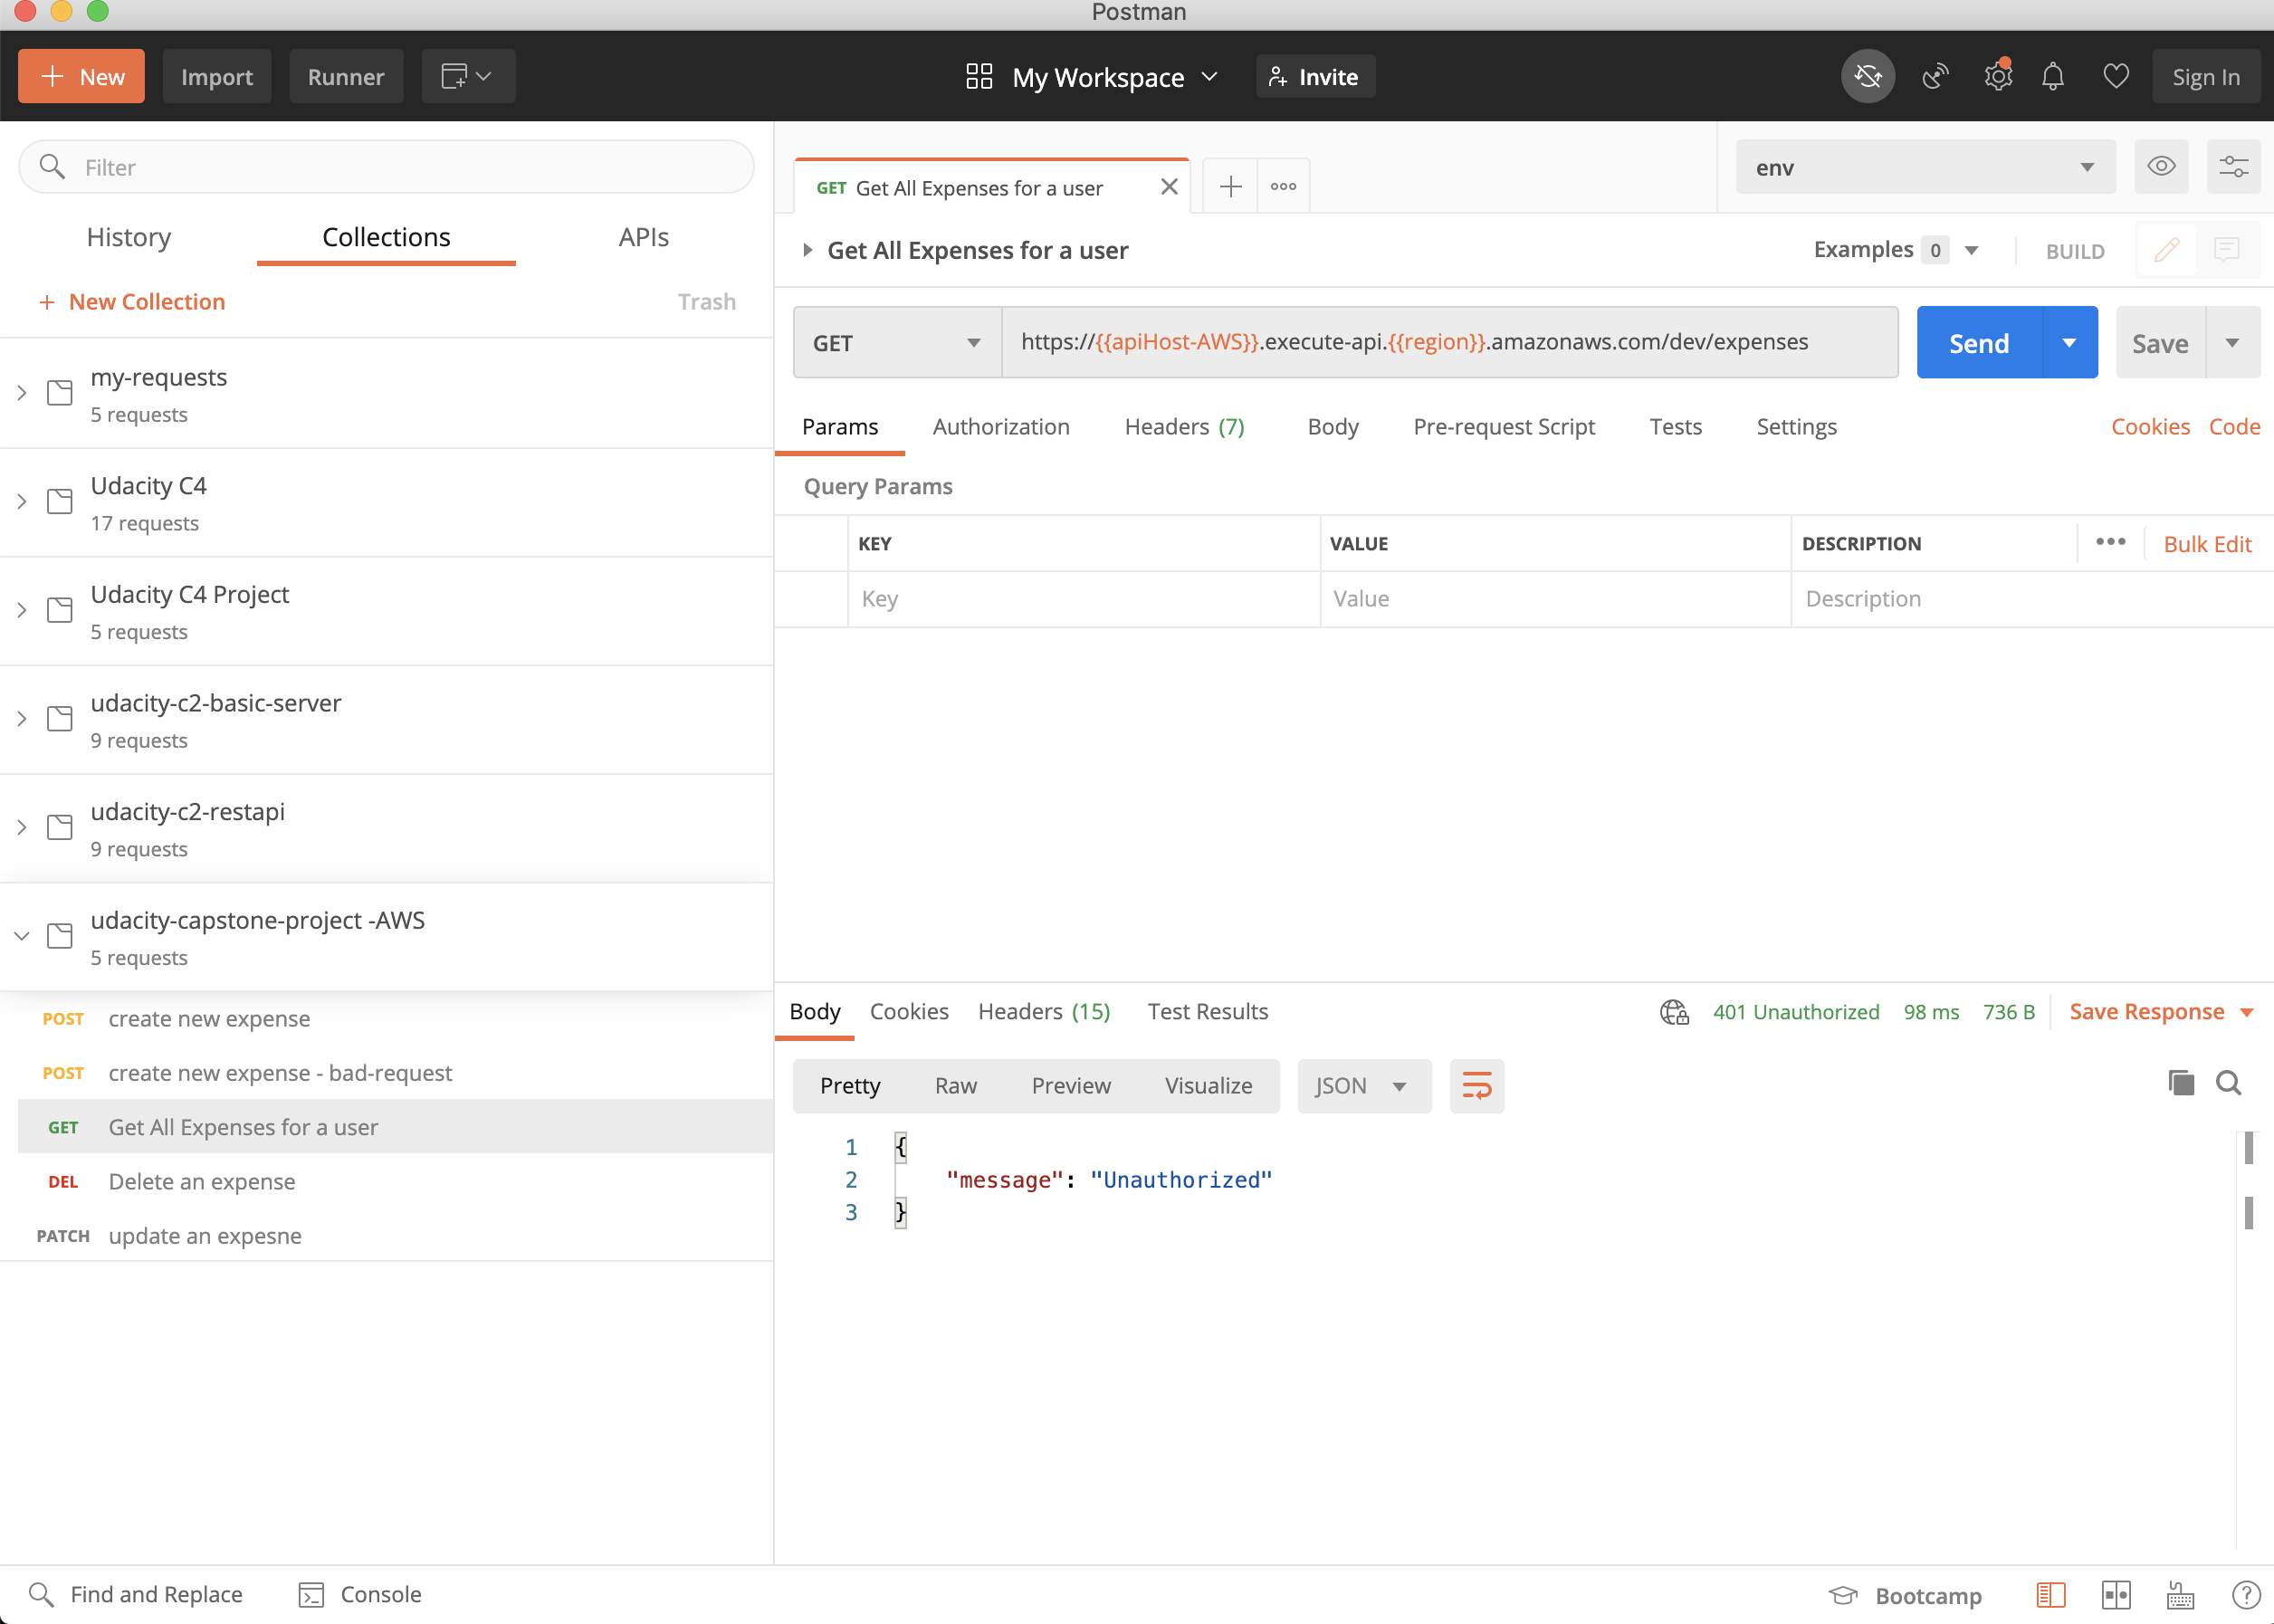 Postman
New
Import
Runner
My Workspace
Invite
Sign In
Filter
History
Collections
APIs
+ New Collection
Trash
my-requests
5 requests
Udacity C4
17 requests
Udacity C4 Project
5 requests
udacity-c2-basic-server
9 requests
udacity-c2-restapi
9 requests
udacity-capstone-project -AWS
5 requests
POST create new expense
POST create new expense - bad-request
GET Get All Expenses for a user
DEL Delete an expense
PATCH update an expesne
GET Get All Expenses for a user
env
Get All Expenses for a user
Examples 0
BUILD
GET
https://{{apiHost-AWS}}.execute-api.{{region}}.amazonaws.com/dev/expenses
Send
Save
Params Authorization Headers (7) Body Pre-request Script Tests Settings Cookies Code
Query Params
KEY VALUE DESCRIPTION Bulk Edit
Key Value Description
Body Cookies Headers (15) Test Results
401 Unauthorized 98 ms 736 B Save Response
Pretty Raw Preview Visualize JSON
1 {
2 "message": "Unauthorized"
3 }
Find and Replace
Console
Bootcamp